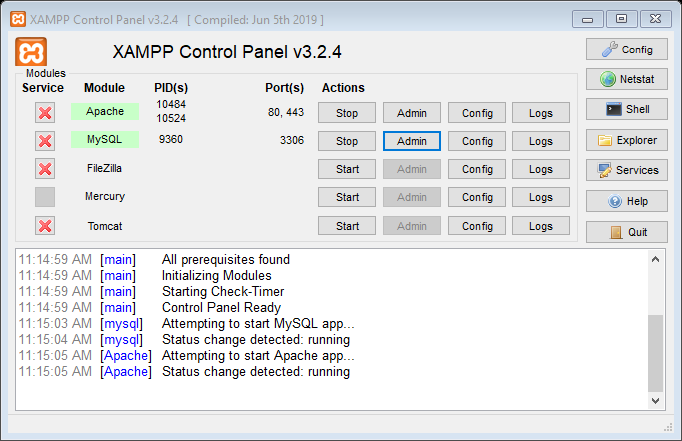 XAMPP Control Panel v3.2.4 [ Compiled: Jun 5th 2019 ]
XAMPP Control Panel v3.2.4
Config
Modules
Service Module PID(s) Port(s) Actions
Netstat
Apache 10484 10524 80, 443 Stop Admin Config Logs
Shell
MySQL 9360 3306 Stop Admin Config Logs
Explorer
FileZilla Start Admin Config Logs
Services
Mercury Start Admin Config Logs
Help
Tomcat Start Admin Config Logs
Quit
11:14:59 AM [main] All prerequisites found
11:14:59 AM [main] Initializing Modules
11:14:59 AM [main] Starting Check-Timer
11:14:59 AM [main] Control Panel Ready
11:15:03 AM [mysql] Attempting to start MySQL app...
11:15:04 AM [mysql] Status change detected: running
11:15:05 AM [Apache] Attempting to start Apache app...
11:15:05 AM [Apache] Status change detected: running